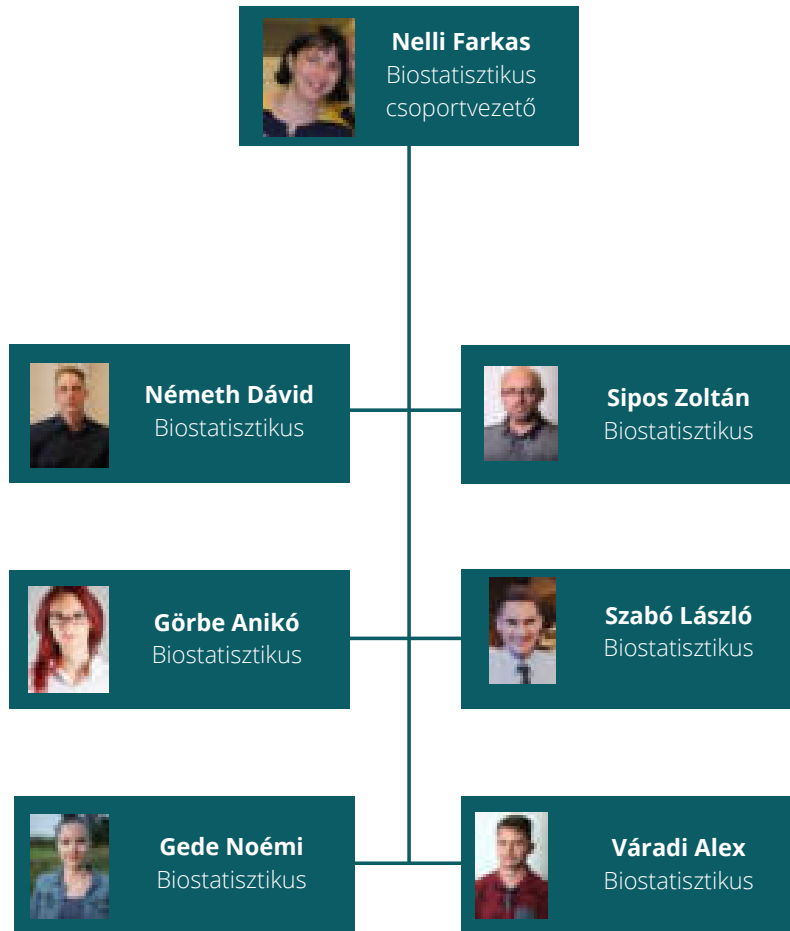 Nelli Farkas
Biostatisztikus
csoportvezető
Németh Dávid
Biostatisztikus
Sipos Zoltán
Biostatisztikus
Görbe Anikó
Biostatisztikus
Szabó László
Biostatisztikus
Gede Noémi
Biostatisztikus
Váradi Alex
Biostatisztikus